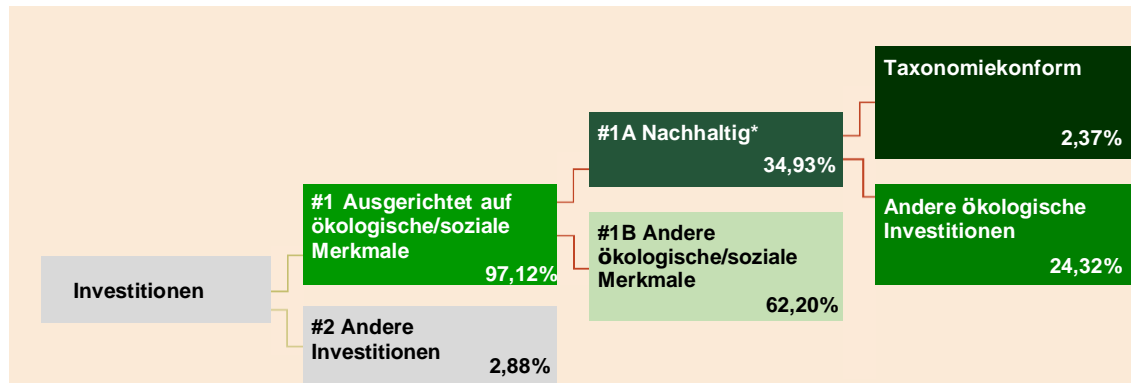 Investitionen
#1 Ausgerichtet auf
ökologische/soziale
Merkmale
97,12%
#2 Andere
Investitionen
2,88%
#1A Nachhaltig*
34,93%
#1B Andere
ökologische/soziale
Merkmale
62,20%
Taxonomiekonform
2,37%
Andere ökologische
Investitionen
24,32%